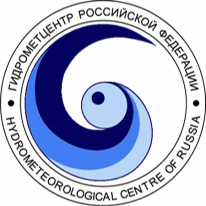 ГИДРОМЕТЦЕНТР РОССИЙСКОЙ ФЕДЕРАЦИИ
HYDROMETEOROLOGICAL CENTRE OF RUSSIA